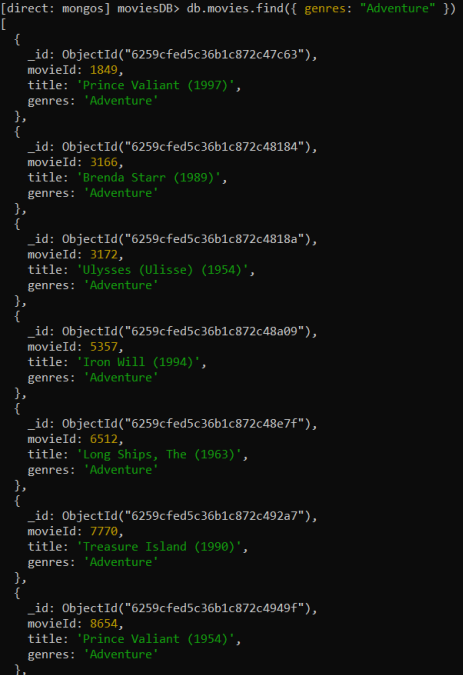 [direct: mongos] moviesDB> db.movies.find({ genres: "Adventure" })
[
  {
    _id: ObjectId("6259cfed5c36b1c872c47c63"),
    movieId: 1849,
    title: 'Prince Valiant (1997)',
    genres: 'Adventure'
  },
  {
    _id: ObjectId("6259cfed5c36b1c872c48184"),
    movieId: 3166,
    title: 'Brenda Starr (1989)',
    genres: 'Adventure'
  },
  {
    _id: ObjectId("6259cfed5c36b1c872c4818a"),
    movieId: 3172,
    title: 'Ulysses (Ulisse) (1954)',
    genres: 'Adventure'
  },
  {
    _id: ObjectId("6259cfed5c36b1c872c48a09"),
    movieId: 5357,
    title: 'Iron Will (1994)',
    genres: 'Adventure'
  },
  {
    _id: ObjectId("6259cfed5c36b1c872c48e7f"),
    movieId: 6512,
    title: 'Long Ships, The (1963)',
    genres: 'Adventure'
  },
  {
    _id: ObjectId("6259cfed5c36b1c872c492a7"),
    movieId: 7770,
    title: 'Treasure Island (1990)',
    genres: 'Adventure'
  },
  {
    _id: ObjectId("6259cfed5c36b1c872c4949f"),
    movieId: 8654,
    title: 'Prince Valiant (1954)',
    genres: 'Adventure'
  },